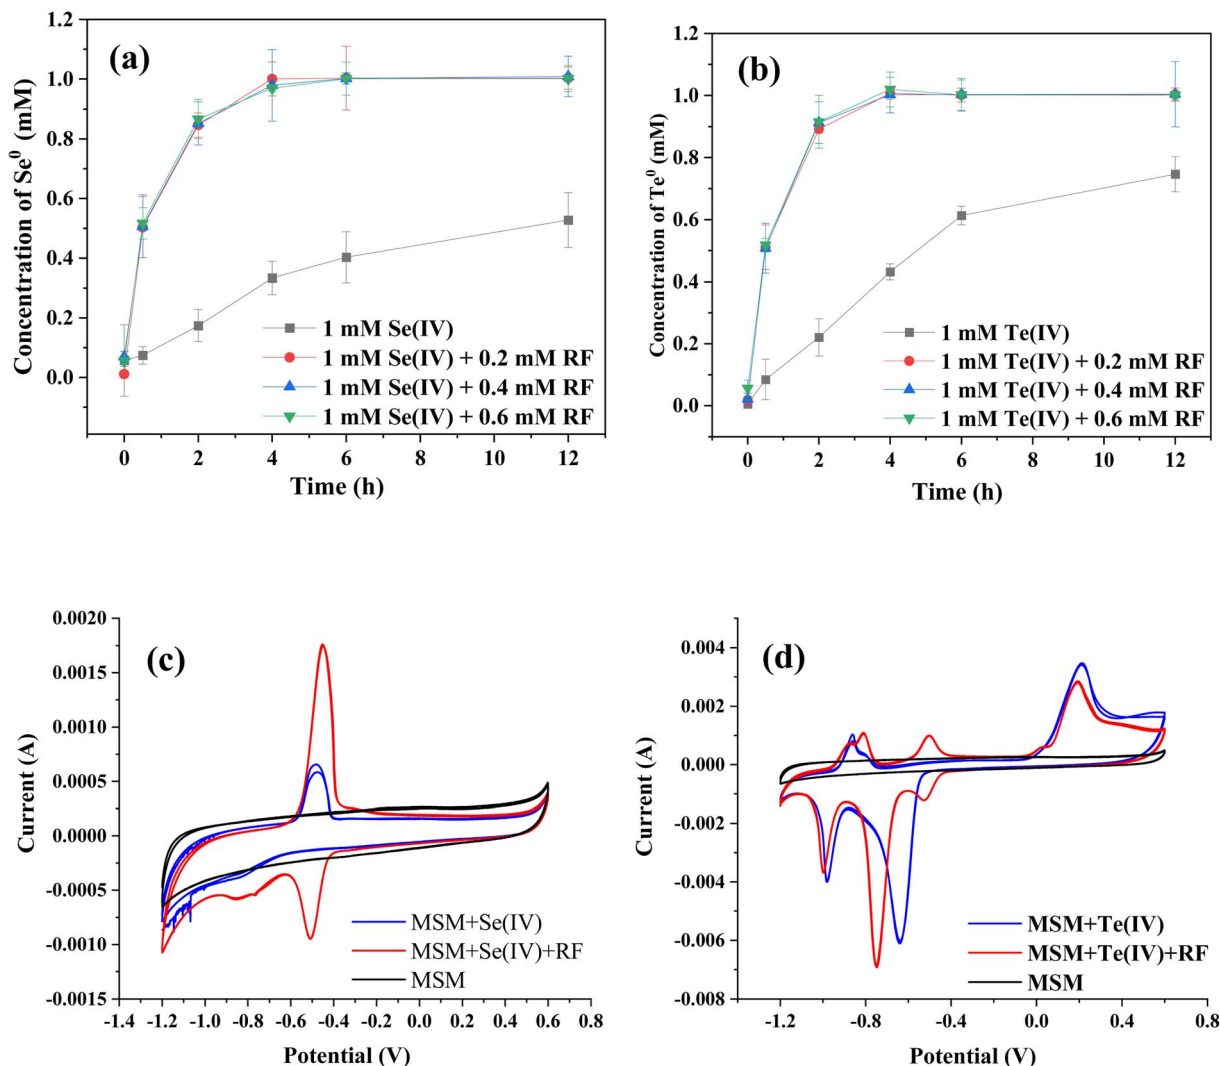 (a)
Concentration of Se⁰ (mM)
1.2
1.0
0.8
0.6
0.4
0.2
0.0
1 mM Se(IV)
1 mM Se(IV) + 0.2 mM RF
1 mM Se(IV) + 0.4 mM RF
1 mM Se(IV) + 0.6 mM RF
0 2 4 6 8 10 12
Time (h)
(b)
Concentration of Te⁰ (mM)
1.2
1.0
0.8
0.6
0.4
0.2
0.0
1 mM Te(IV)
1 mM Te(IV) + 0.2 mM RF
1 mM Te(IV) + 0.4 mM RF
1 mM Te(IV) + 0.6 mM RF
0 2 4 6 8 10 12
Time (h)
(c)
Current (A)
0.0020
0.0015
0.0010
0.0005
0.0000
-0.0005
-0.0010
-0.0015
MSM+Se(IV)
MSM+Se(IV)+RF
MSM
-1.4 -1.2 -1.0 -0.8 -0.6 -0.4 -0.2 0.0 0.2 0.4 0.6 0.8
Potential (V)
(d)
Current (A)
0.004
0.002
0.000
-0.002
-0.004
-0.006
-0.008
MSM+Te(IV)
MSM+Te(IV)+RF
MSM
-1.2 -0.8 -0.4 0.0 0.4 0.8
Potential (V)